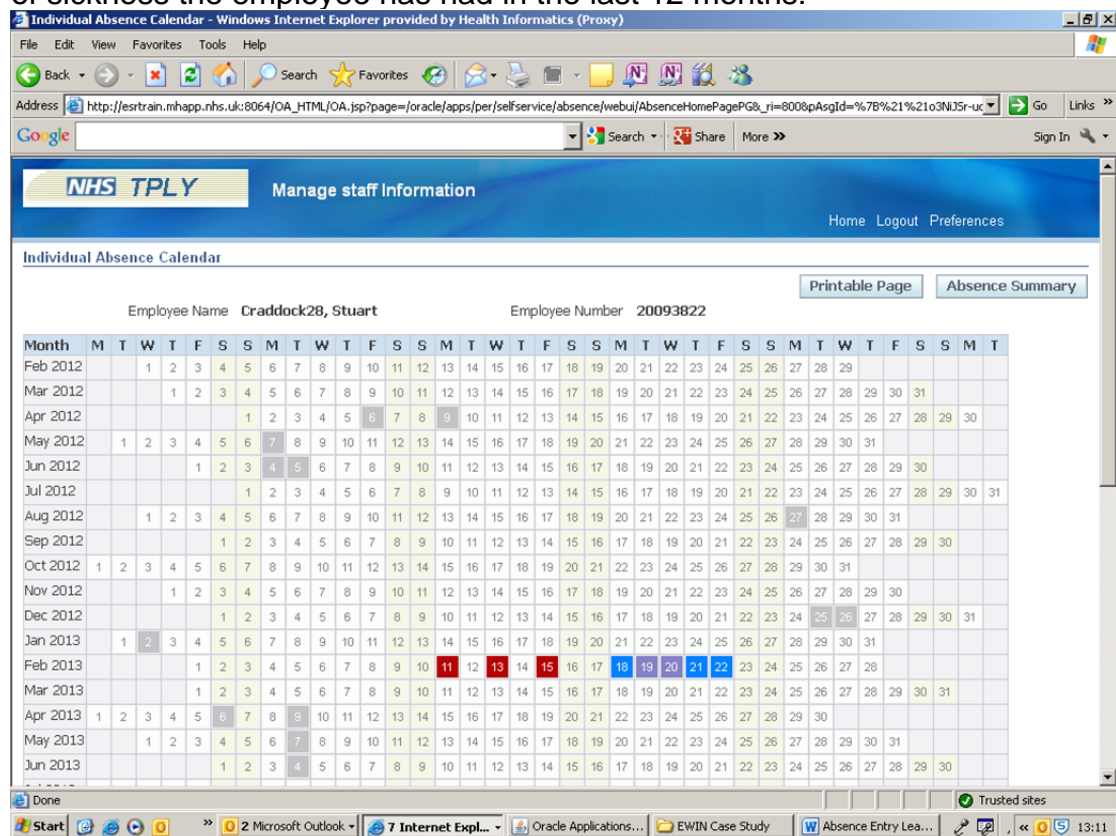 or sickness the employee has had in the last 12 months.
Individual Absence Calendar - Windows Internet Explorer provided by Health Informatics (Proxy)
File Edit View Favorites Tools Help
Back Search Favorites
Address http://esrtrain.mhapp.nhs.uk:8064/OA_HTML/OA.jsp?page=/oracle/apps/per/selfservice/absence/webui/AbsenceHomePagePG&_ri=800&pAsgId=%7B%21%21o3NiJ5r-uc Go Links »
Google Search Share More » Sign In
NHS TPLY Manage staff Information
Home Logout Preferences
Individual Absence Calendar
Printable Page Absence Summary
Employee Name Craddock28, Stuart Employee Number 20093822
Month M T W T F S S M T W T F S S M T W T F S S M T W T F S S M T W T F S S M T
Feb 2012 1 2 3 4 5 6 7 8 9 10 11 12 13 14 15 16 17 18 19 20 21 22 23 24 25 26 27 28 29
Mar 2012 1 2 3 4 5 6 7 8 9 10 11 12 13 14 15 16 17 18 19 20 21 22 23 24 25 26 27 28 29 30 31
Apr 2012 1 2 3 4 5 6 7 8 9 10 11 12 13 14 15 16 17 18 19 20 21 22 23 24 25 26 27 28 29 30
May 2012 1 2 3 4 5 6 7 8 9 10 11 12 13 14 15 16 17 18 19 20 21 22 23 24 25 26 27 28 29 30 31
Jun 2012 1 2 3 4 5 6 7 8 9 10 11 12 13 14 15 16 17 18 19 20 21 22 23 24 25 26 27 28 29 30
Jul 2012 1 2 3 4 5 6 7 8 9 10 11 12 13 14 15 16 17 18 19 20 21 22 23 24 25 26 27 28 29 30 31
Aug 2012 1 2 3 4 5 6 7 8 9 10 11 12 13 14 15 16 17 18 19 20 21 22 23 24 25 26 27 28 29 30 31
Sep 2012 1 2 3 4 5 6 7 8 9 10 11 12 13 14 15 16 17 18 19 20 21 22 23 24 25 26 27 28 29 30
Oct 2012 1 2 3 4 5 6 7 8 9 10 11 12 13 14 15 16 17 18 19 20 21 22 23 24 25 26 27 28 29 30 31
Nov 2012 1 2 3 4 5 6 7 8 9 10 11 12 13 14 15 16 17 18 19 20 21 22 23 24 25 26 27 28 29 30
Dec 2012 1 2 3 4 5 6 7 8 9 10 11 12 13 14 15 16 17 18 19 20 21 22 23 24 25 26 27 28 29 30 31
Jan 2013 1 2 3 4 5 6 7 8 9 10 11 12 13 14 15 16 17 18 19 20 21 22 23 24 25 26 27 28 29 30 31
Feb 2013 1 2 3 4 5 6 7 8 9 10 11 12 13 14 15 16 17 18 19 20 21 22 23 24 25 26 27 28
Mar 2013 1 2 3 4 5 6 7 8 9 10 11 12 13 14 15 16 17 18 19 20 21 22 23 24 25 26 27 28 29 30 31
Apr 2013 1 2 3 4 5 6 7 8 9 10 11 12 13 14 15 16 17 18 19 20 21 22 23 24 25 26 27 28 29 30
May 2013 1 2 3 4 5 6 7 8 9 10 11 12 13 14 15 16 17 18 19 20 21 22 23 24 25 26 27 28 29 30 31
Jun 2013 1 2 3 4 5 6 7 8 9 10 11 12 13 14 15 16 17 18 19 20 21 22 23 24 25 26 27 28 29 30
Done Trusted sites
Start » 2 Microsoft Outlook 7 Internet Expl... Oracle Applications... EWIN Case Study Absence Entry Lea... « 13:11